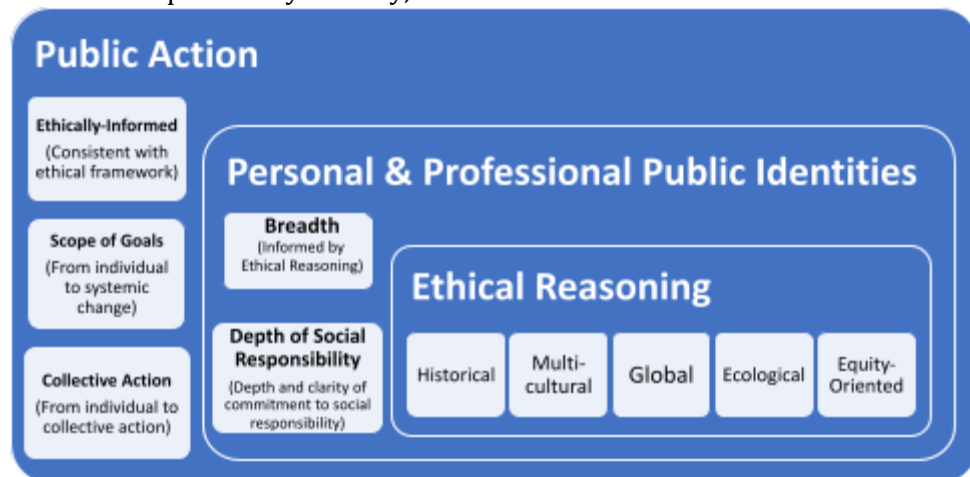 Public Action
Ethically-Informed
(Consistent with
ethical framework)
Scope of Goals
(From individual
to systemic
change)
Collective Action
(From individual to
collective action)
Personal & Professional Public Identities
Breadth
(Informed by
Ethical Reasoning)
Depth of Social
Responsibility
(Depth and clarity of
commitment to social
responsibility)
Ethical Reasoning
Historical
Multi-
cultural
Global
Ecological
Equity-
Oriented